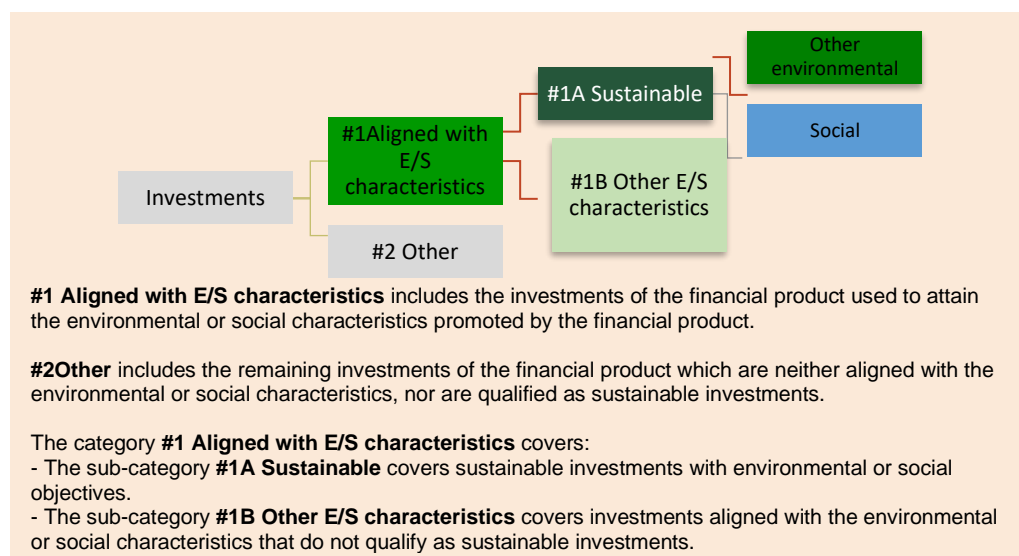 Other
environmental
#1A Sustainable
Social
#1Aligned with
E/S
characteristics
#1B Other E/S
characteristics
Investments
#2 Other
#1 Aligned with E/S characteristics includes the investments of the financial product used to attain
the environmental or social characteristics promoted by the financial product.
#2Other includes the remaining investments of the financial product which are neither aligned with the
environmental or social characteristics, nor are qualified as sustainable investments.
The category #1 Aligned with E/S characteristics covers:
- The sub-category #1A Sustainable covers sustainable investments with environmental or social
objectives.
- The sub-category #1B Other E/S characteristics covers investments aligned with the environmental
or social characteristics that do not qualify as sustainable investments.